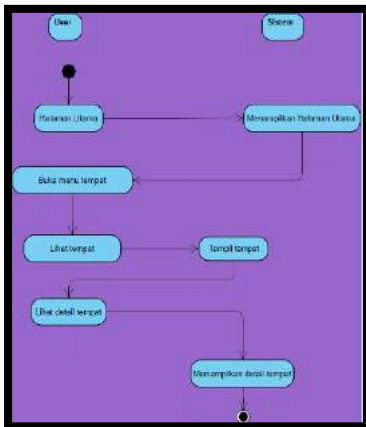 User
Sistem
Halaman Utama
Menampilkan Halaman Utama
Buka menu tempat
Lihat tempat
Tampil tempat
Lihat detail tempat
Menampilkan detail tempat